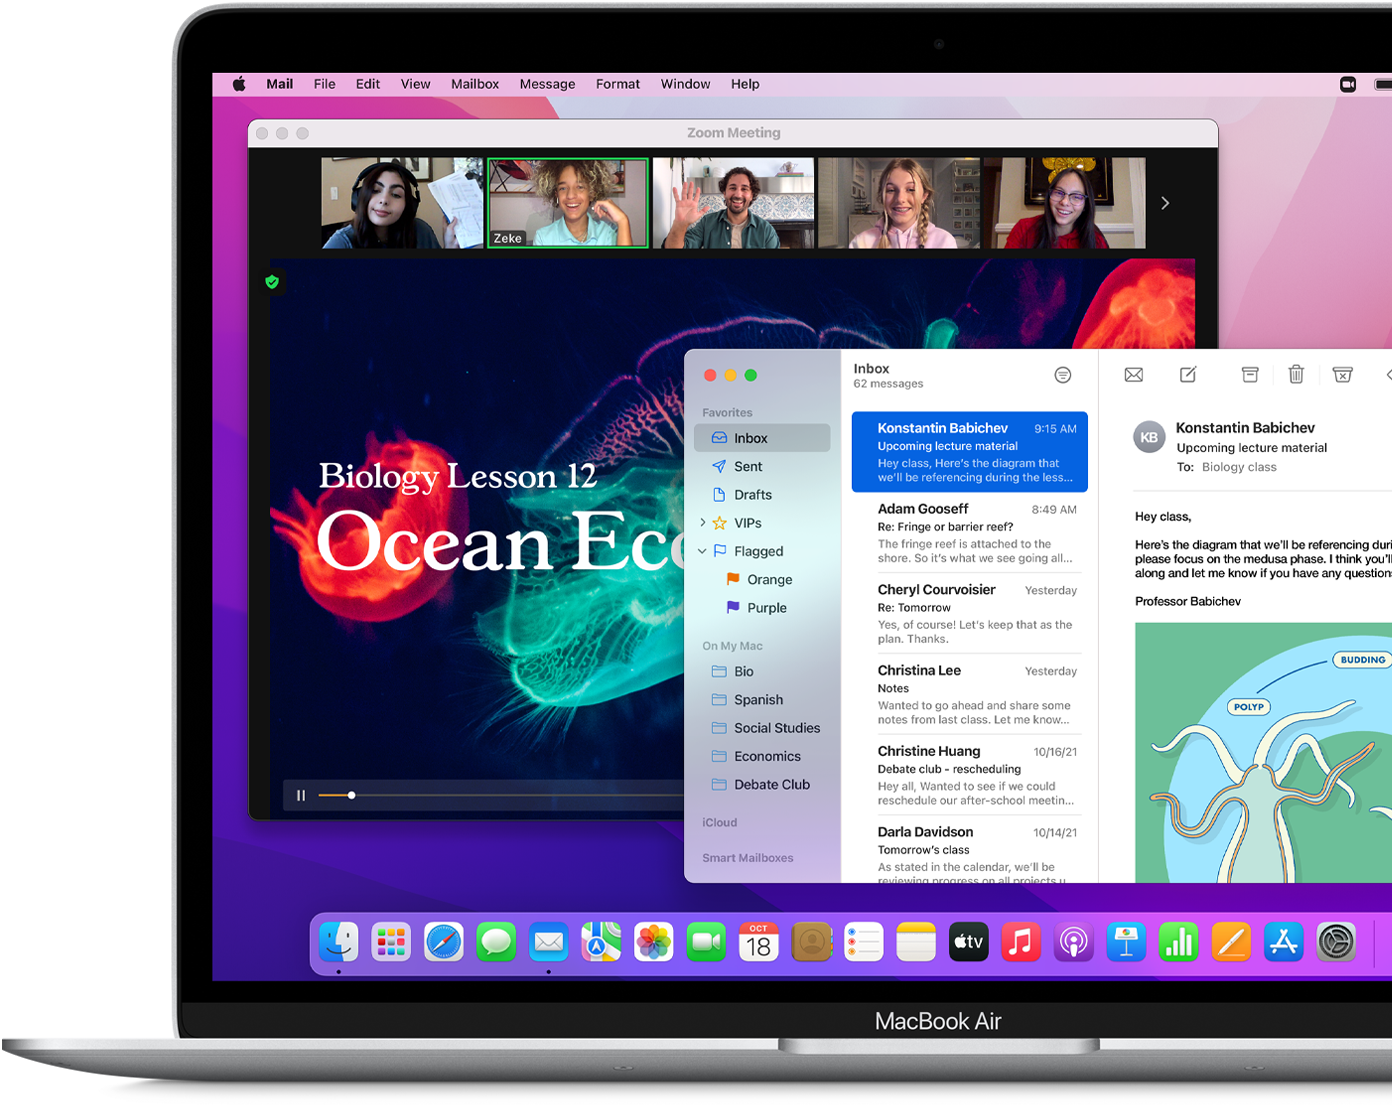 Mail File Edit View Mailbox Message Format Window Help
Zoom Meeting
Zeke
Biology Lesson 12
Ocean Ec
Favorites
Inbox
Sent
Drafts
VIPs
Flagged
Orange
Purple
On My Mac
Bio
Spanish
Social Studies
Economics
Debate Club
iCloud
Smart Mailboxes
Inbox
62 messages
Konstantin Babichev 9:15 AM
Upcoming lecture material
Hey class, Here's the diagram that
we'll be referencing during the less...
Adam Gooseff 8:49 AM
Re: Fringe or barrier reef?
The fringe reef is attached to the
shore. So it's what we see going all...
Cheryl Courvoisier Yesterday
Re: Tomorrow
Yes, of course! Let's keep that as the
plan. Thanks.
Christina Lee Yesterday
Notes
Wanted to go ahead and share some
notes from last class. Let me know...
Christine Huang 10/16/21
Debate club - rescheduling
Hey all, Wanted to see if we could
reschedule our after-school meetin...
Darla Davidson 10/14/21
Tomorrow's class
As stated in the calendar, we'll be
reviewing progress on all projects u
KB
Konstantin Babichev
Upcoming lecture material
To: Biology class
Hey class,
Here's the diagram that we'll be referencing duri
please focus on the medusa phase. I think you'll
along and let me know if you have any questions
Professor Babichev
BUDDING
POLYP
OCT
18
tv
MacBook Air